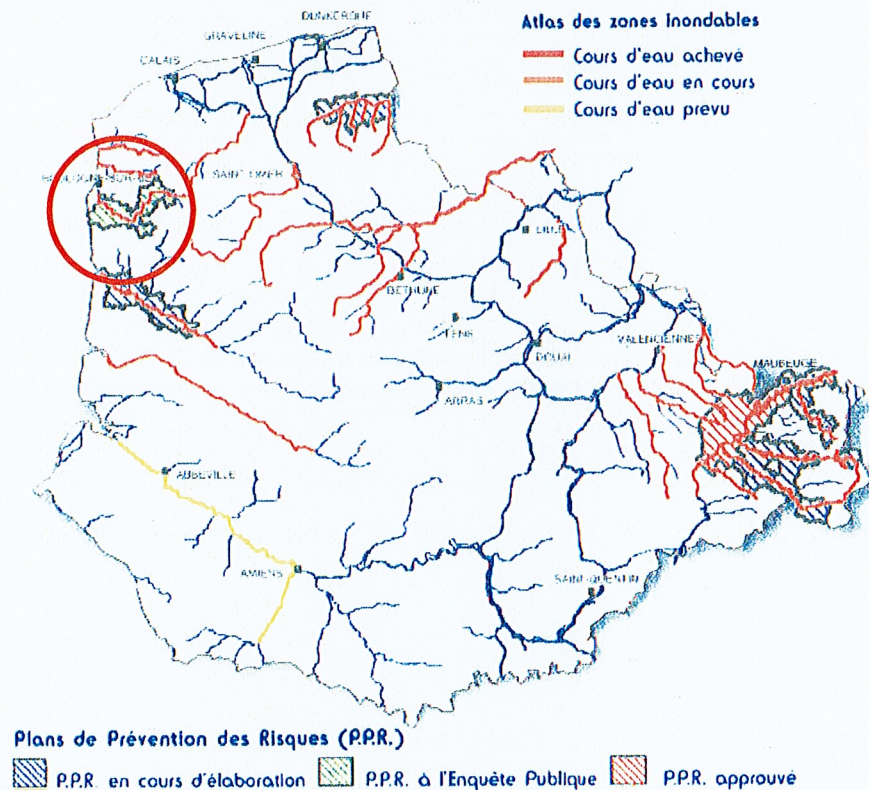 DUNKERQUE
GRAVELINE
CALAIS
Atlas des zones inondables
Cours d'eau achevé
Cours d'eau en cours
Cours d'eau prevu
SAINT OMER
LILLE
BETHUNE
LENS
DOUAI
VALENCIENNES
MAUBEUGE
ARRAS
ABBEVILLE
AMIENS
SAINT-QUENTIN
Plans de Prévention des Risques (P.P.R.)
P.P.R. en cours d'élaboration P.P.R. à l'Enquête Publique P.P.R. approuvé